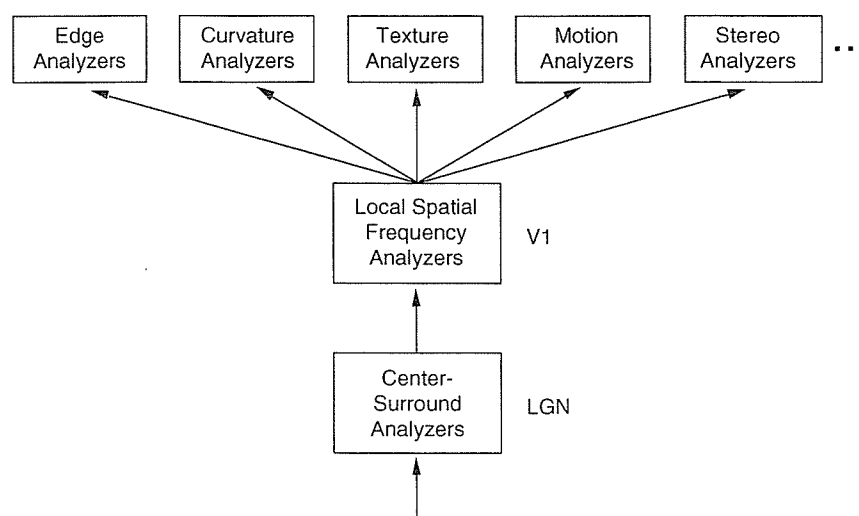 Edge
Analyzers
Curvature
Analyzers
Texture
Analyzers
Motion
Analyzers
Stereo
Analyzers
..
Local Spatial
Frequency
Analyzers
V1
Center-
Surround
Analyzers
LGN